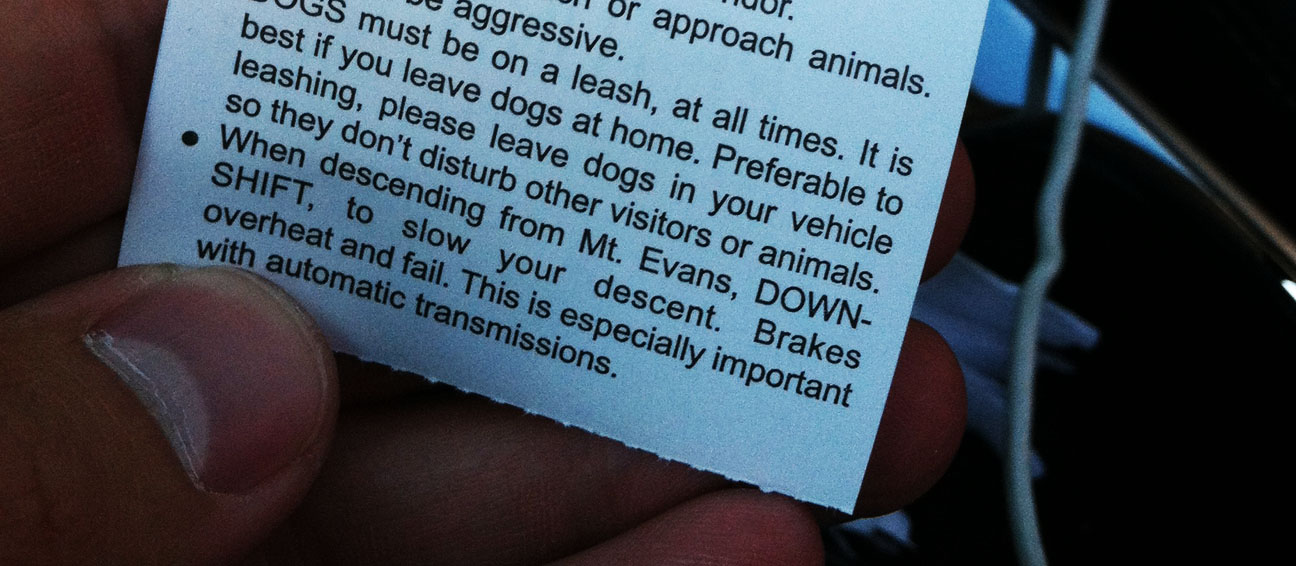 or approach animals.
be aggressive.
DOGS must be on a leash, at all times. It is
best if you leave dogs at home. Preferable to
leashing, please leave dogs in your vehicle
so they don't disturb other visitors or animals.
• When descending from Mt. Evans, DOWN-
SHIFT, to slow your descent. Brakes
overheat and fail. This is especially important
with automatic transmissions.